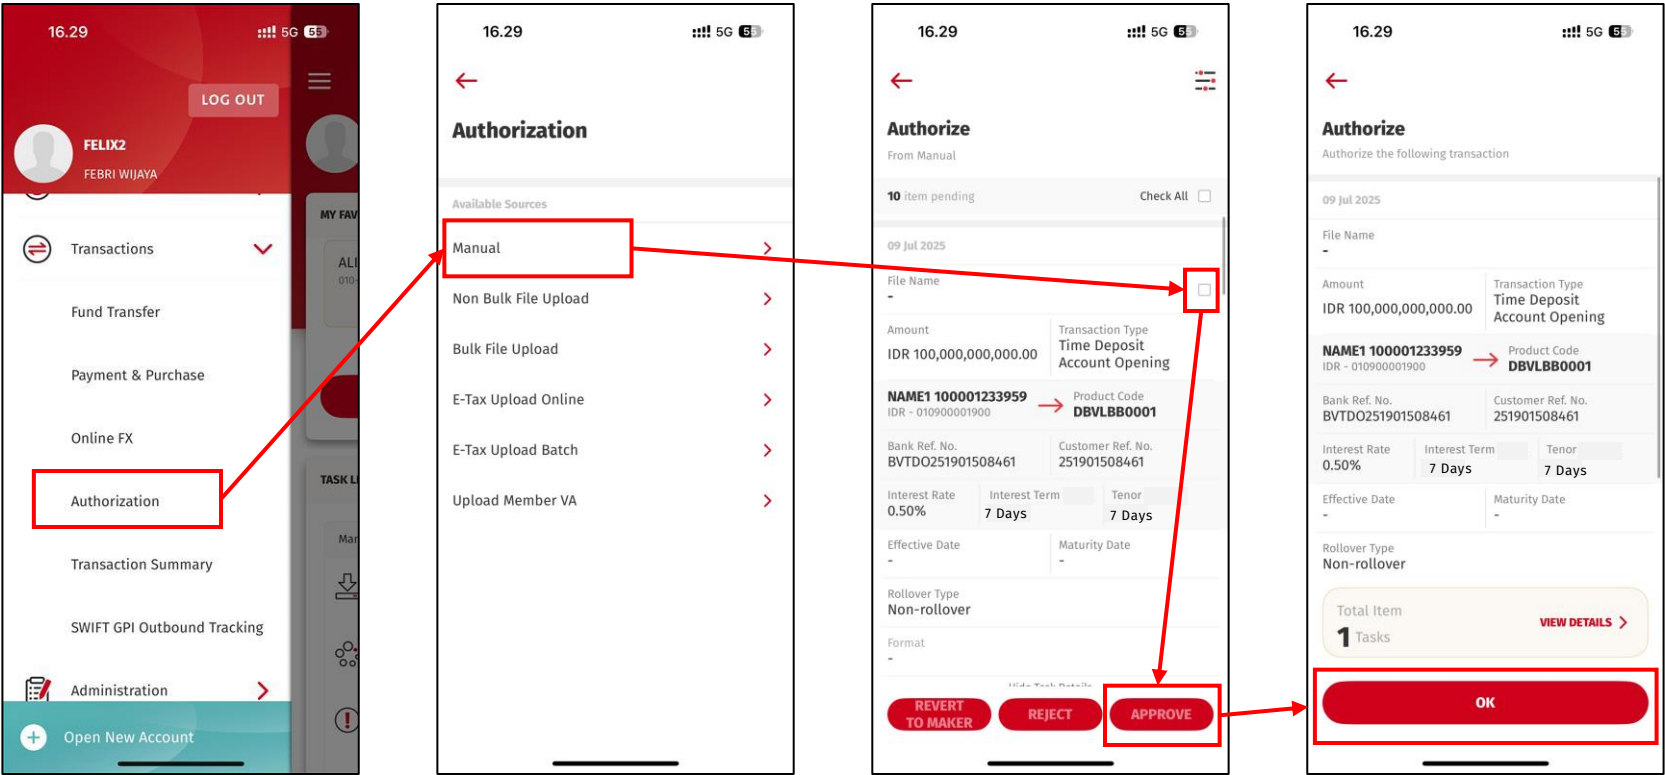 16.29
5G 55
LOG OUT
FELIX2
FEBRI WIJAYA
MY FAV
ALI
010-
Transactions
Fund Transfer
Payment & Purchase
Online FX
Authorization
TASK LI
Transaction Summary
SWIFT GPI Outbound Tracking
Administration
Open New Account
16.29
5G
Authorization
Available Sources
Manual
Non Bulk File Upload
Bulk File Upload
E-Tax Upload Online
E-Tax Upload Batch
Upload Member VA
16.29
5G
Authorize
From Manual
10 item pending
Check All
09 Jul 2025
File Name
-
Amount
IDR 100,000,000,000.00
Transaction Type
Time Deposit
Account Opening
NAME1 100001233959
IDR - 010900001900
Product Code
DBVLBB0001
Bank Ref. No.
BVTDO251901508461
Customer Ref. No.
251901508461
Interest Rate
0.50%
Interest Term
7 Days
Tenor
7 Days
Effective Date
-
Maturity Date
-
Rollover Type
Non-rollover
Format
-
Hide Task Details
REVERT
TO MAKER
REJECT
APPROVE
16.29
5G
Authorize
Authorize the following transaction
09 Jul 2025
File Name
-
Amount
IDR 100,000,000,000.00
Transaction Type
Time Deposit
Account Opening
NAME1 100001233959
IDR - 010900001900
Product Code
DBVLBB0001
Bank Ref. No.
BVTDO251901508461
Customer Ref. No.
251901508461
Interest Rate
0.50%
Interest Term
7 Days
Tenor
7 Days
Effective Date
-
Maturity Date
-
Rollover Type
Non-rollover
Total Item
1 Tasks
VIEW DETAILS
OK